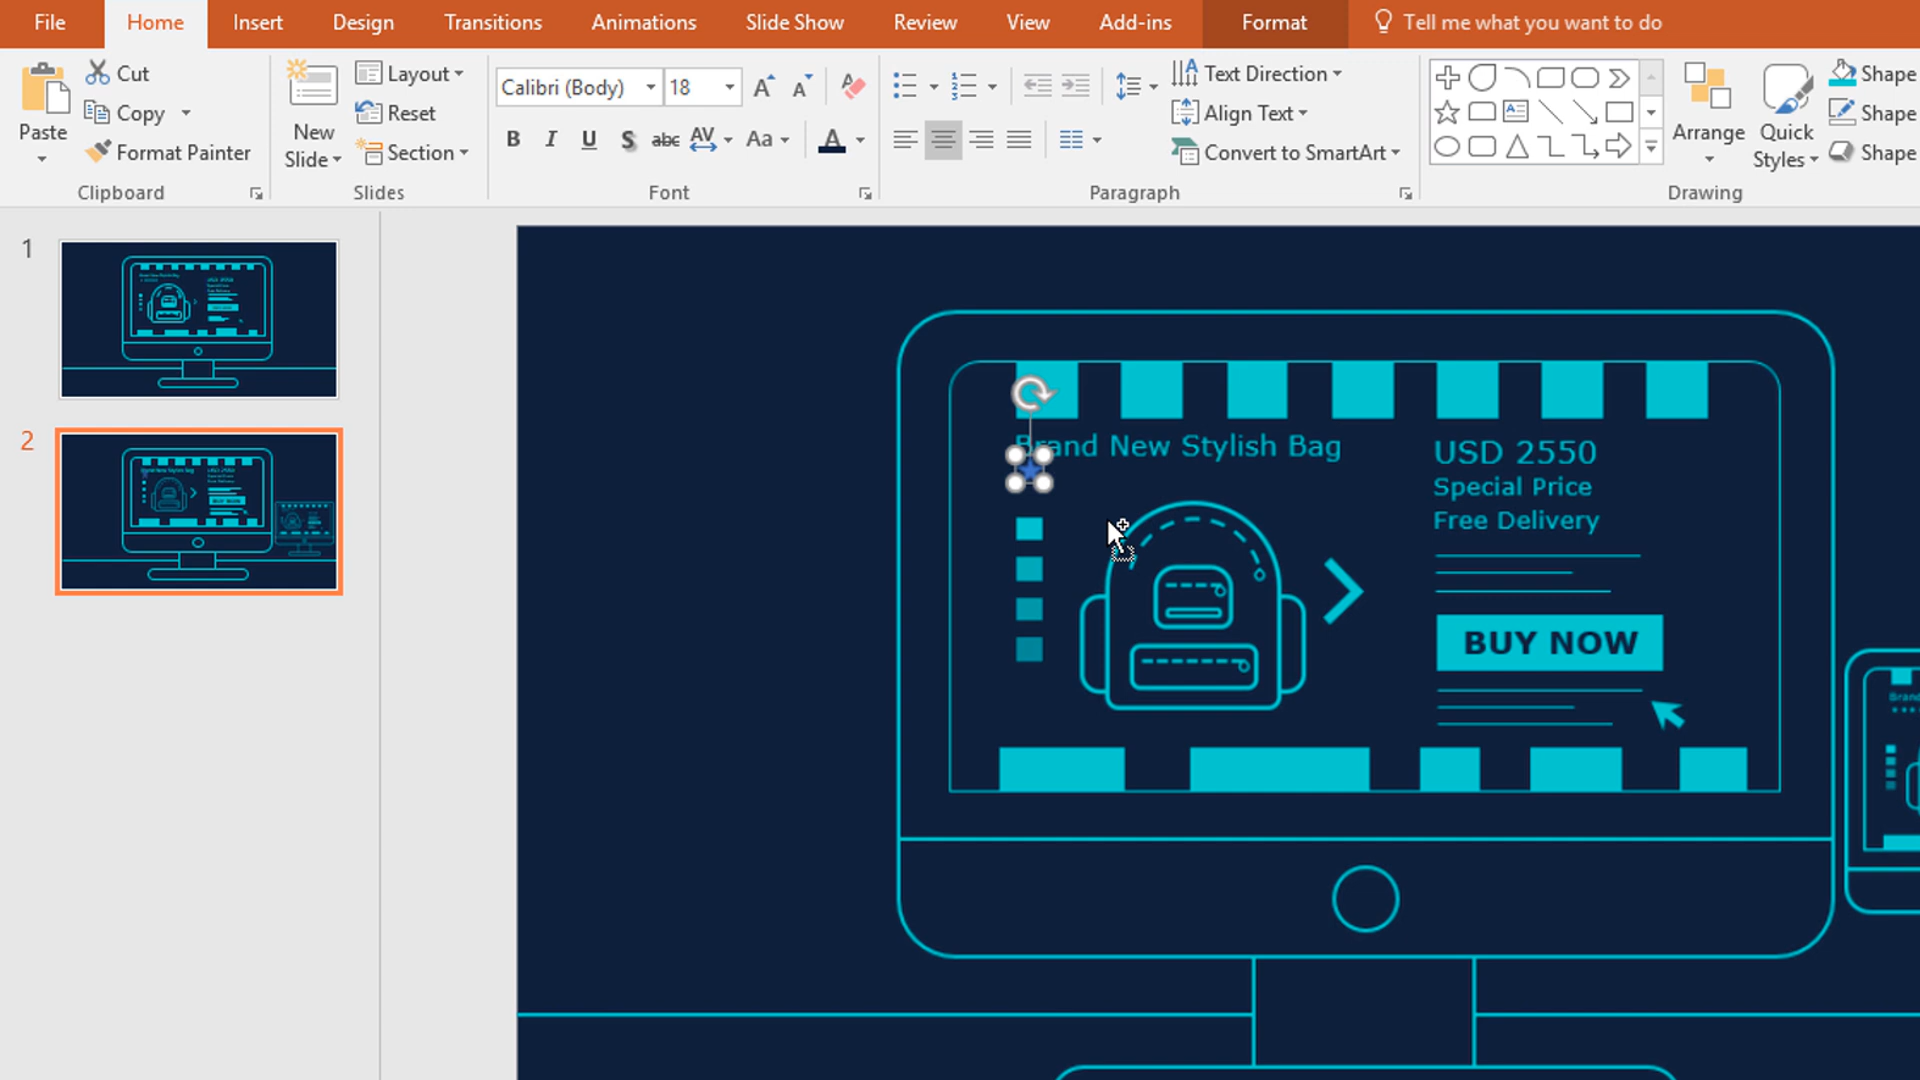 File Home Insert Design Transitions Animations Slide Show Review View Add-ins Format Tell me what you want to do
Paste
Cut
Copy
Format Painter
Clipboard
New
Slide
Layout
Reset
Section
Slides
Calibri (Body) 18
B I U S abc AV Aa A
Font
Text Direction
Align Text
Convert to SmartArt
Paragraph
Arrange
Quick
Styles
Shape
Shape
Shape
Drawing
1
2
Brand New Stylish Bag
USD 2550
Special Price
Free Delivery
BUY NOW